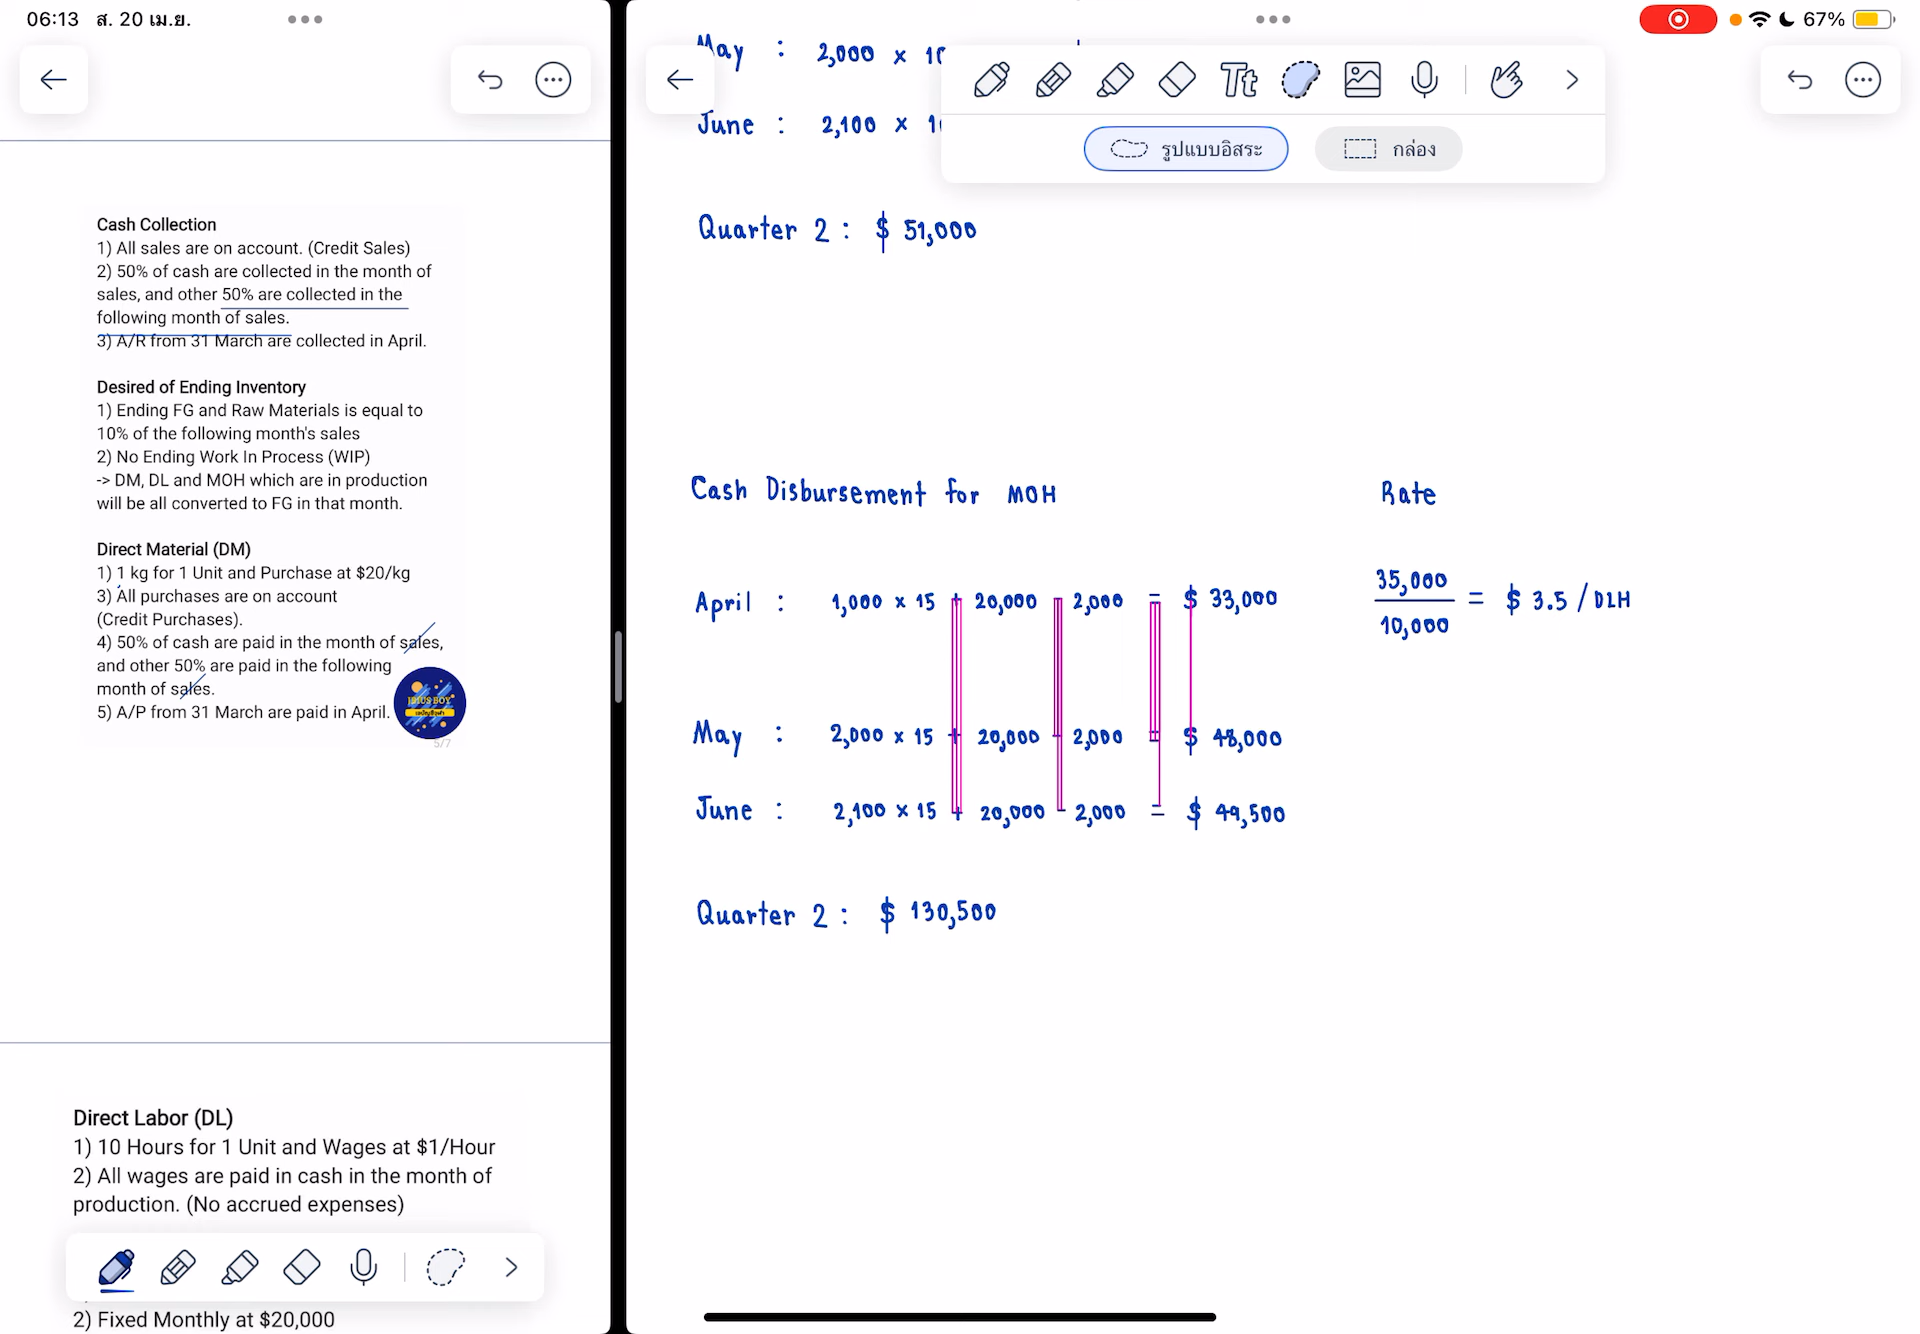 06:13 ส. 20 เม.ย.
67%
Cash Collection
1) All sales are on account. (Credit Sales)
2) 50% of cash are collected in the month of
sales, and other 50% are collected in the
following month of sales.
3) A/R from 31 March are collected in April.
Desired of Ending Inventory
1) Ending FG and Raw Materials is equal to
10% of the following month's sales
2) No Ending Work In Process (WIP)
-> DM, DL and MOH which are in production
will be all converted to FG in that month.
Direct Material (DM)
1) 1 kg for 1 Unit and Purchase at $20/kg
3) All purchases are on account
(Credit Purchases).
4) 50% of cash are paid in the month of sales,
and other 50% are paid in the following
month of sales.
5) A/P from 31 March are paid in April.
5/7
Direct Labor (DL)
1) 10 Hours for 1 Unit and Wages at $1/Hour
2) All wages are paid in cash in the month of
production. (No accrued expenses)
2) Fixed Monthly at $20,000
May : 2,000 x
June : 2,100 x
Tt
รูปแบบอิสระ กล่อง
Quarter 2 : $ 51,000
Cash Disbursement for MOH Rate
April : 1,000 x 15 + 20,000 - 2,000 = $ 33,000
35,000
10,000 = $ 3.5 / DLH
May : 2,000 x 15 + 20,000 - 2,000 = $ 48,000
June : 2,100 x 15 + 20,000 - 2,000 = $ 49,500
Quarter 2 : $ 130,500